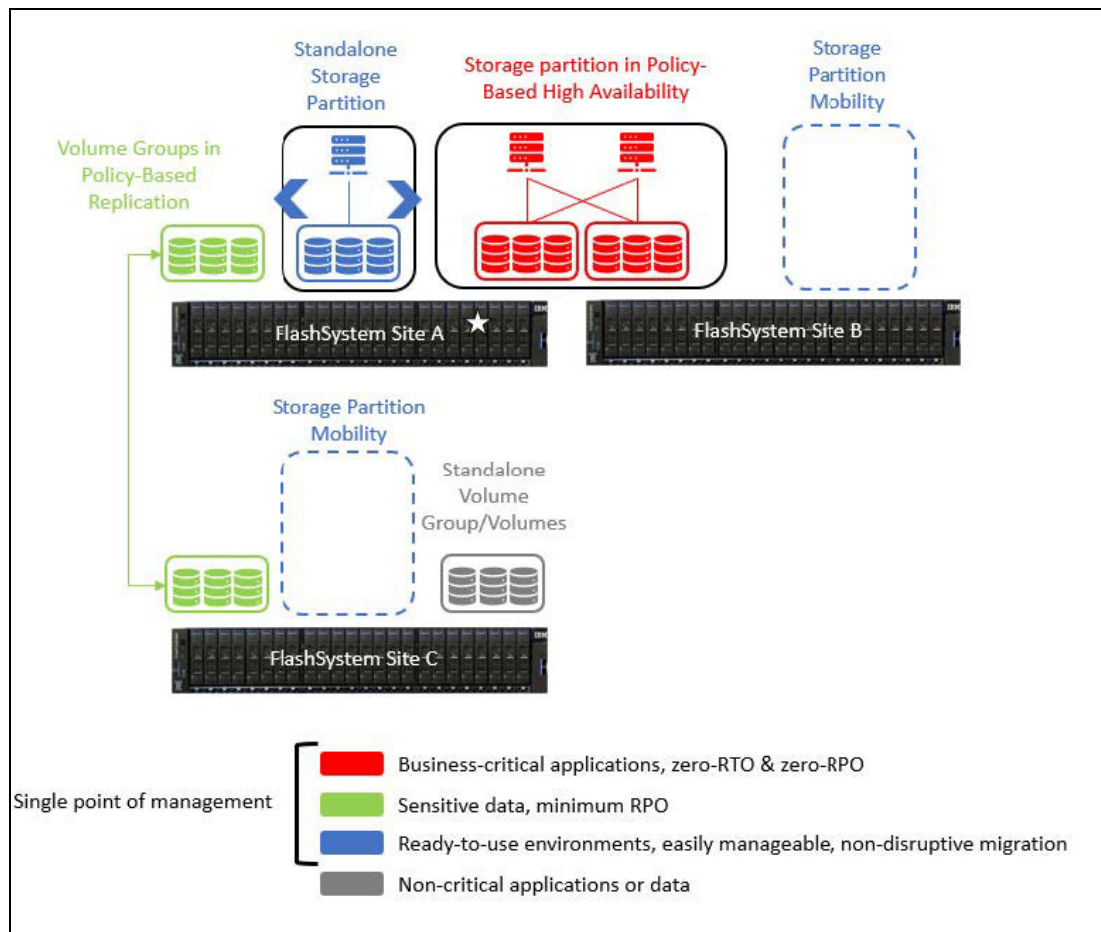 Standalone
Storage
Partition
Storage partition in Policy-
Based High Availability
Storage
Partition
Mobility
Volume Groups in
Policy-Based
Replication
FlashSystem Site A
IBM
FlashSystem Site B
IBM
Storage Partition
Mobility
Standalone
Volume
Group/Volumes
FlashSystem Site C
IBM
Single point of management
Business-critical applications, zero-RTO & zero-RPO
Sensitive data, minimum RPO
Ready-to-use environments, easily manageable, non-disruptive migration
Non-critical applications or data